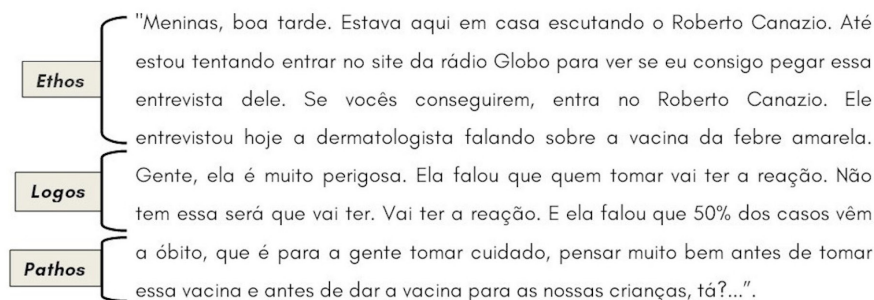 "Meninas, boa tarde. Estava aqui em casa escutando o Roberto Canazio. Até
estou tentando entrar no site da rádio Globo para ver se eu consigo pegar essa
Ethos
entrevista dele. Se vocês conseguirem, entra no Roberto Canazio. Ele
entrevistou hoje a dermatologista falando sobre a vacina da febre amarela.
Gente, ela é muito perigosa. Ela falou que quem tomar vai ter a reação. Não
Logos
tem essa será que vai ter. Vai ter a reação. E ela falou que 50% dos casos vêm
a óbito, que é para a gente tomar cuidado, pensar muito bem antes de tomar
Pathos
essa vacina e antes de dar a vacina para as nossas crianças, tá?...”.